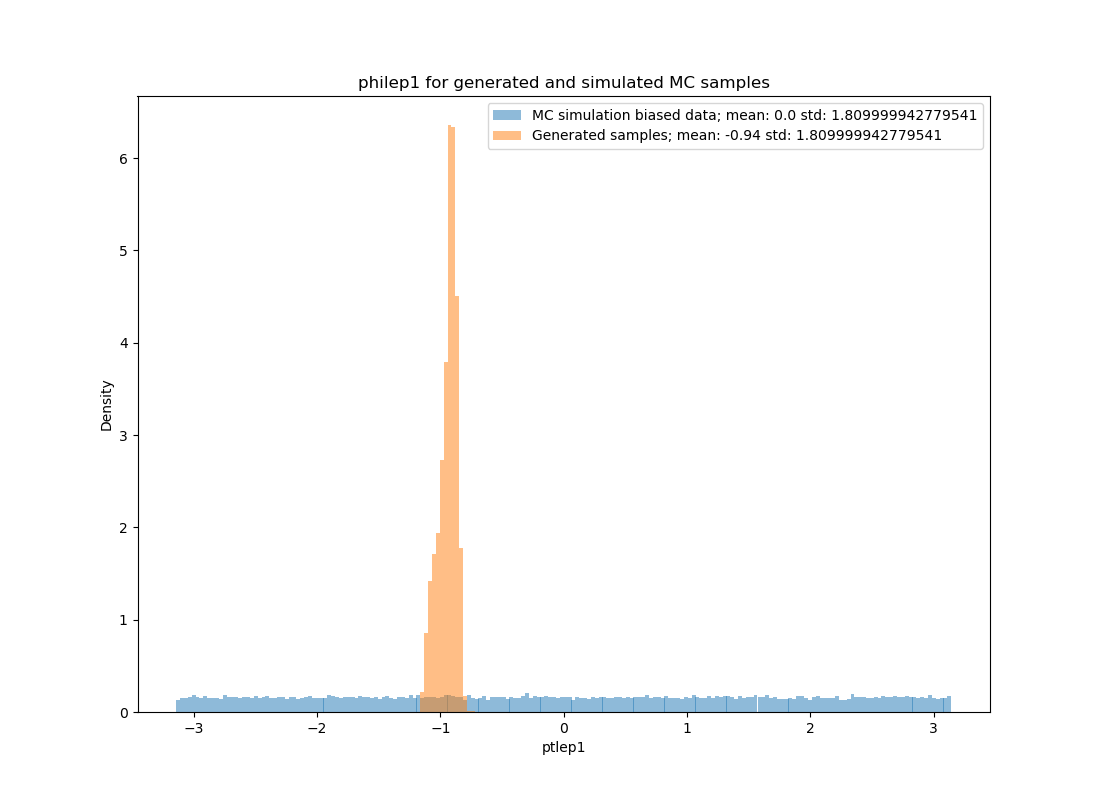 philep1 for generated and simulated MC samples
MC simulation biased data; mean: 0.0 std: 1.809999942779541
Generated samples; mean: -0.94 std: 1.809999942779541
6
5
4
3
2
1
0
Density
−3
−2
−1
0
1
2
3
ptlep1